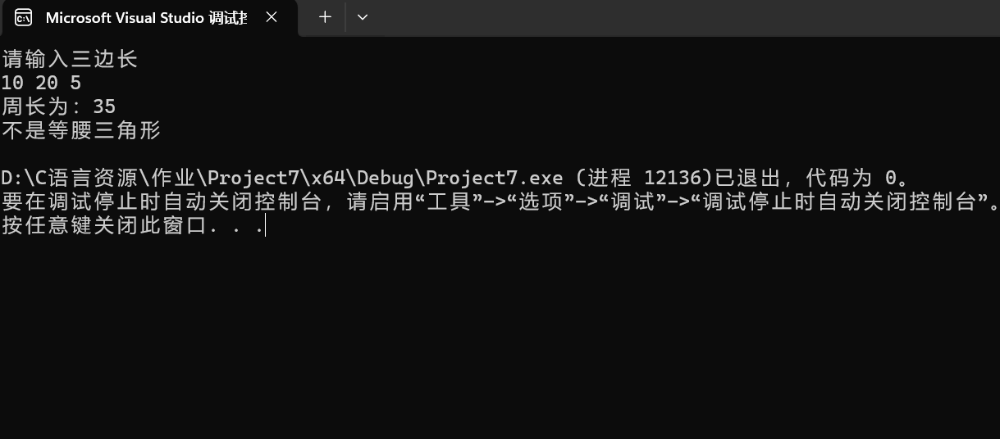 Microsoft Visual Studio 调试
请输入三边长
10 20 5
周长为：35
不是等腰三角形
D:\C语言资源\作业\Project7\x64\Debug\Project7.exe (进程 12136)已退出，代码为 0。
要在调试停止时自动关闭控制台，请启用“工具”->“选项”->“调试”->“调试停止时自动关闭控制台”。
按任意键关闭此窗口. . .